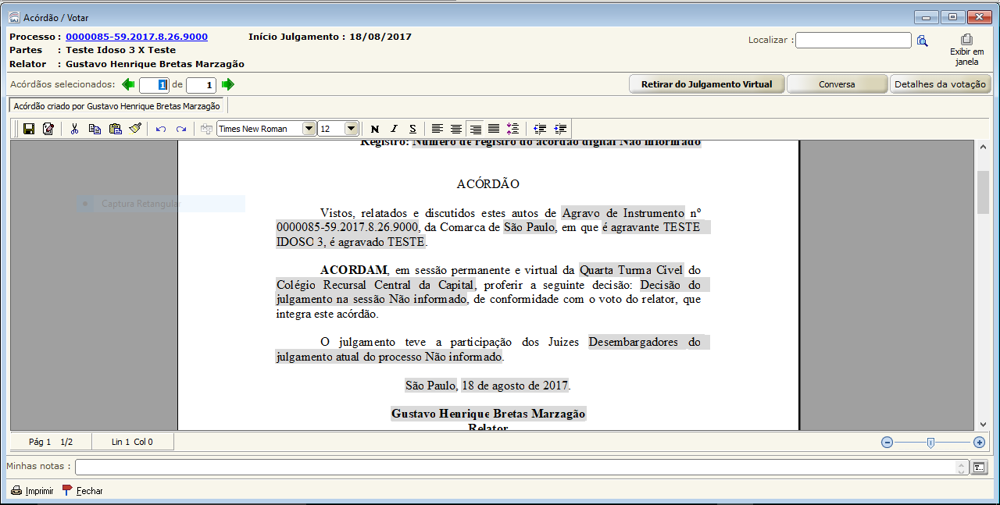 Acórdão / Votar
Processo : 0000085-59.2017.8.26.9000 Início Julgamento : 18/08/2017
Partes : Teste Idoso 3 X Teste
Relator : Gustavo Henrique Bretas Marzagão
Localizar :
Exibir em
janela
Acórdãos selecionados: 1 de 1
Retirar do Julgamento Virtual Conversa Detalhes da votação
Acórdão criado por Gustavo Henrique Bretas Marzagão
Times New Roman 12 N I S
Registro: Número de registro do acórdão digital Não informado
ACÓRDÃO
Captura Retangular
Vistos, relatados e discutidos estes autos de Agravo de Instrumento nº
0000085-59.2017.8.26.9000, da Comarca de São Paulo, em que é agravante TESTE
IDOSO 3, é agravado TESTE.
ACORDAM, em sessão permanente e virtual da Quarta Turma Cível do
Colégio Recursal Central da Capital, proferir a seguinte decisão: Decisão do
julgamento na sessão Não informado, de conformidade com o voto do relator, que
integra este acórdão.
O julgamento teve a participação dos Juizes Desembargadores do
julgamento atual do processo Não informado.
São Paulo, 18 de agosto de 2017.
Gustavo Henrique Bretas Marzagão
Relator
Pág 1 1/2 Lin 1 Col 0
Minhas notas :
T...
Imprimir Fechar